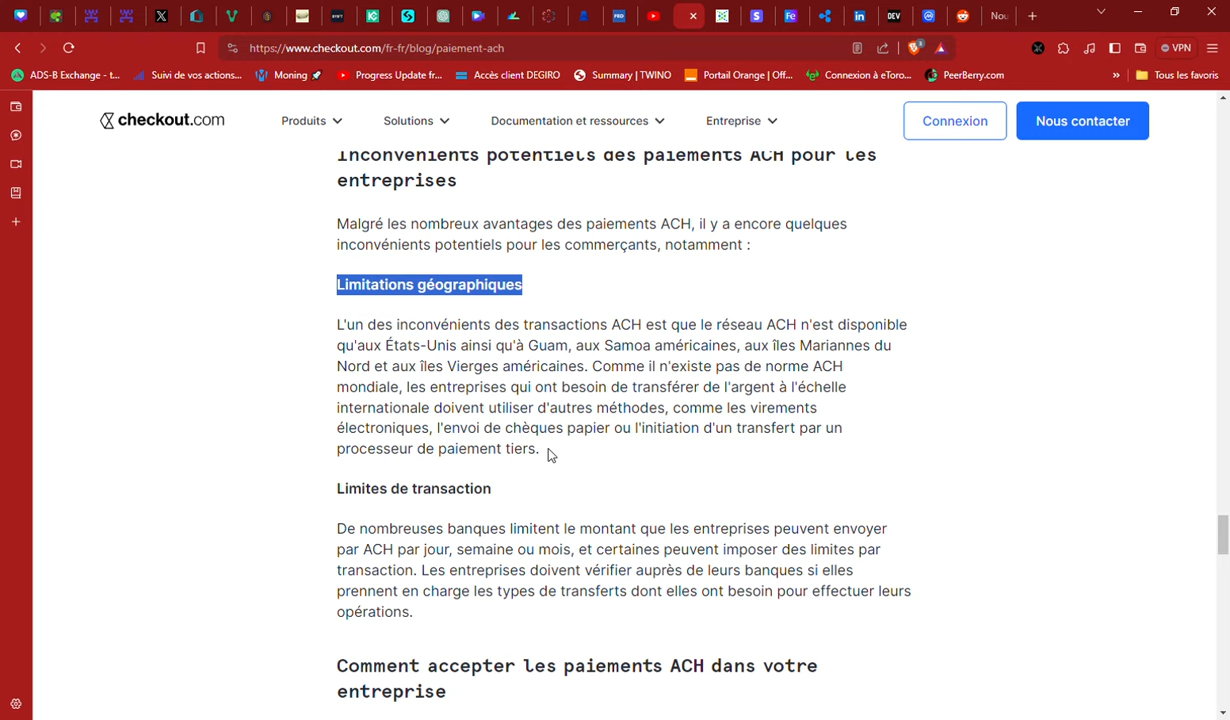 Nou
https://www.checkout.com/fr-fr/blog/paiement-ach
VPN
ADS-B Exchange - t...
Suivi de vos actions...
Moning
Progress Update fr...
Accès client DEGIRO
Summary | TWINO
Portail Orange | Off...
Connexion à eToro...
PeerBerry.com
»
Tous les favoris
checkout.com
Produits
Solutions
Documentation et ressources
Entreprise
Connexion
Nous contacter
Inconvénients potentiels des paiements ACH pour les
entreprises
Malgré les nombreux avantages des paiements ACH, il y a encore quelques
inconvénients potentiels pour les commerçants, notamment :
Limitations géographiques
L'un des inconvénients des transactions ACH est que le réseau ACH n'est disponible
qu'aux États-Unis ainsi qu'à Guam, aux Samoa américaines, aux îles Mariannes du
Nord et aux îles Vierges américaines. Comme il n'existe pas de norme ACH
mondiale, les entreprises qui ont besoin de transférer de l'argent à l'échelle
internationale doivent utiliser d'autres méthodes, comme les virements
électroniques, l'envoi de chèques papier ou l'initiation d'un transfert par un
processeur de paiement tiers.
Limites de transaction
De nombreuses banques limitent le montant que les entreprises peuvent envoyer
par ACH par jour, semaine ou mois, et certaines peuvent imposer des limites par
transaction. Les entreprises doivent vérifier auprès de leurs banques si elles
prennent en charge les types de transferts dont elles ont besoin pour effectuer leurs
opérations.
Comment accepter les paiements ACH dans votre
entreprise